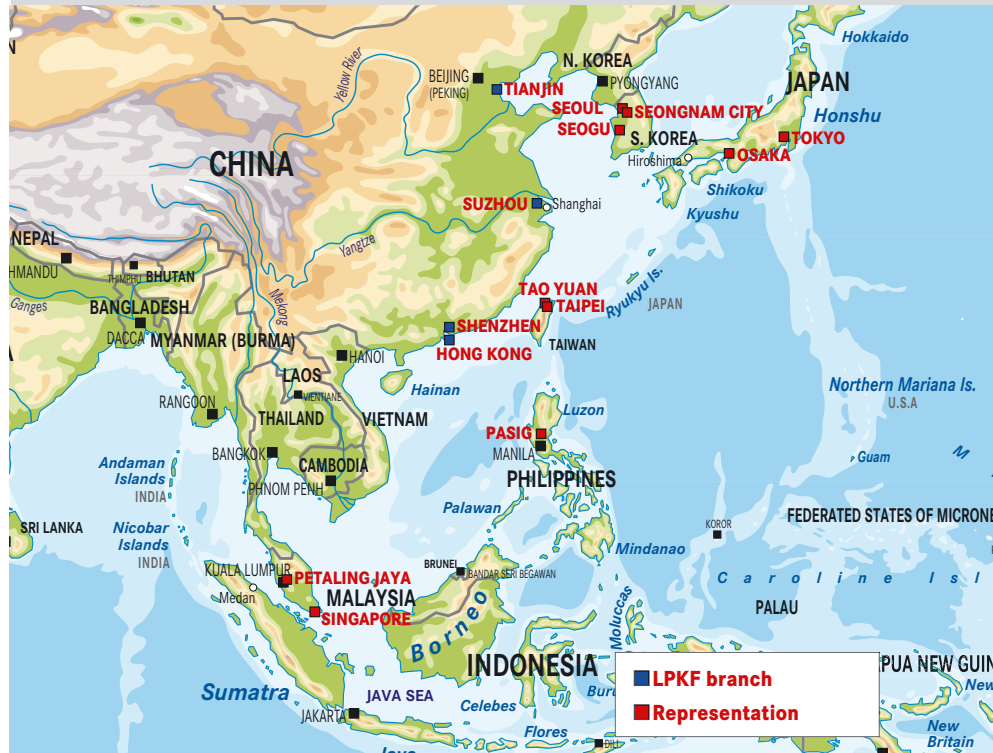 Hokkaido
N. KOREA
BEIJING
(PEKING)
PYONGYANG
JAPAN
Yellow River
TIANJIN
SEOUL
SEONGNAM CITY
Honshu
SEOGU
S. KOREA
TOKYO
CHINA
Hiroshima
OSAKA
Shikoku
SUZHOU
Shanghai
Kyushu
NEPAL
Yangtze
HMANDU
THIMPHU
BHUTAN
Ryukyu Is.
JAPAN
Ganges
BANGLADESH
Mekong
TAO YUAN
TAIPEI
DACCA
MYANMAR (BURMA)
SHENZHEN
TAIWAN
HONG KONG
HANOI
LAOS
Hainan
Northern Mariana Is.
U.S.A
VIENTIANE
RANGOON
THAILAND
VIETNAM
Luzon
PASIG
MANILA
BANGKOK
Guam
M
Andaman
Islands
INDIA
CAMBODIA
PHNOM PENH
PHILIPPINES
Palawan
SRI LANKA
Nicobar
Islands
INDIA
KOROR
FEDERATED STATES OF MICRONE
Mindanao
BRUNEI
BANDAR SERI BEGAWAN
KUALA LUMPUR
PETALING JAYA
Caroline Isl
Medan
MALAYSIA
PALAU
SINGAPORE
Borneo
Moluccas
INDONESIA
PUA NEW GUIN
LPKF branch
Sumatra
JAVA SEA
Buru
New
JAKARTA
Celebes
Representation
Flores
New
Britain
DILI
Java